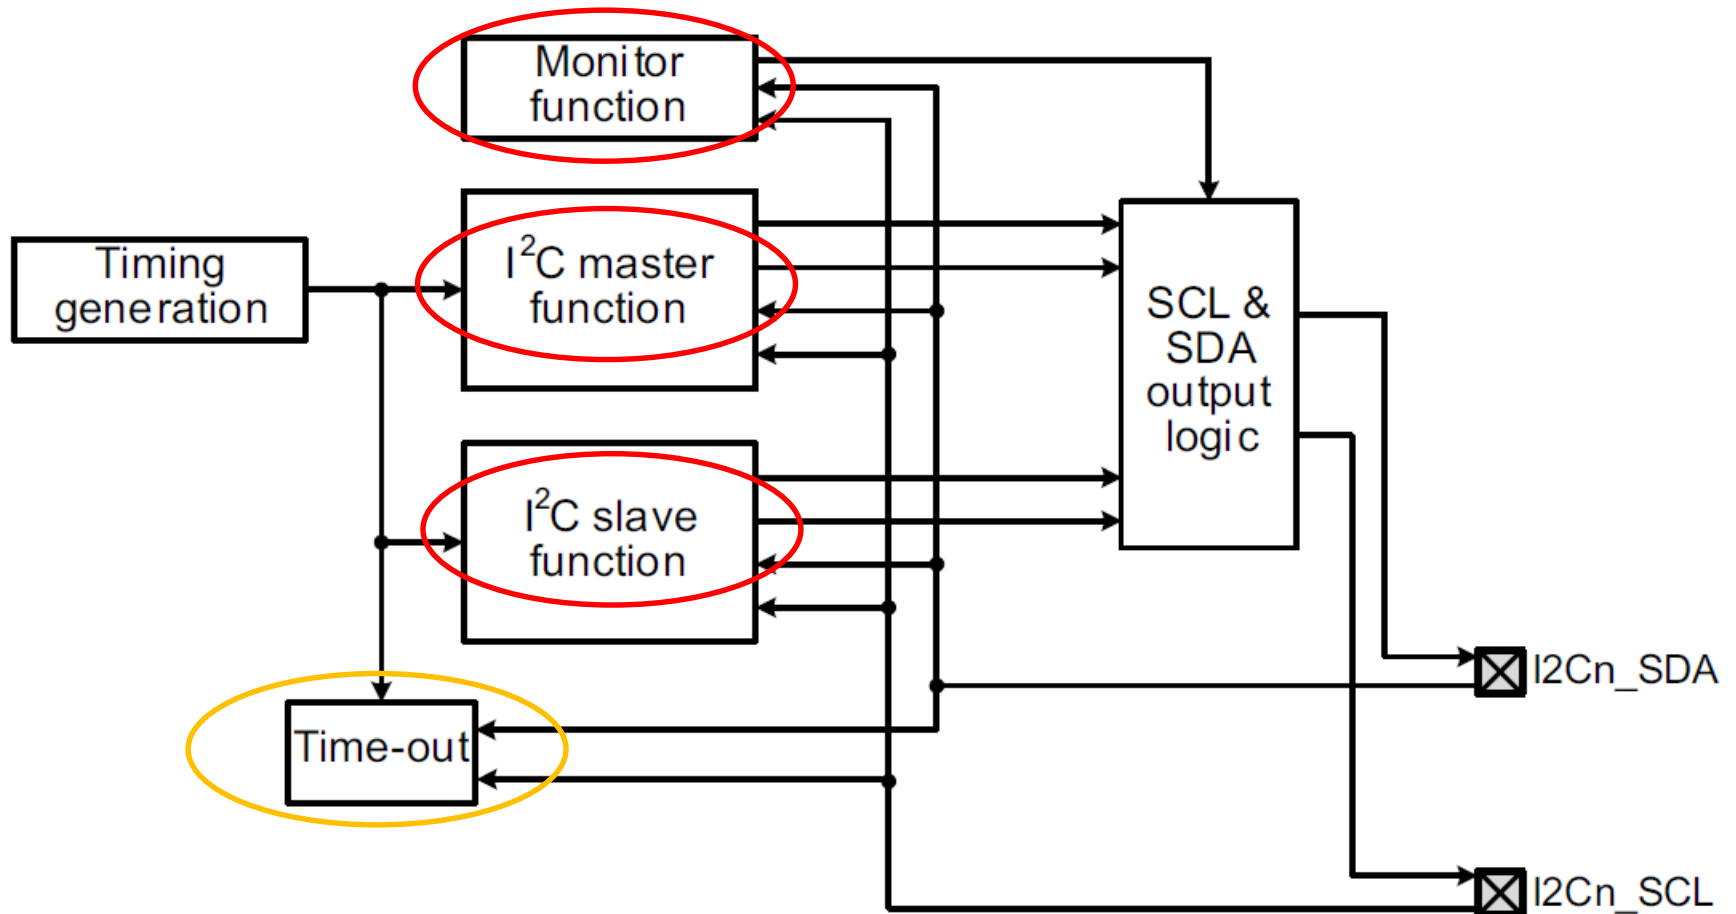 Monitor
function
Timing
generation
I²C master
function
SCL &
SDA
output
logic
I²C slave
function
Time-out
I2Cn_SDA
I2Cn_SCL